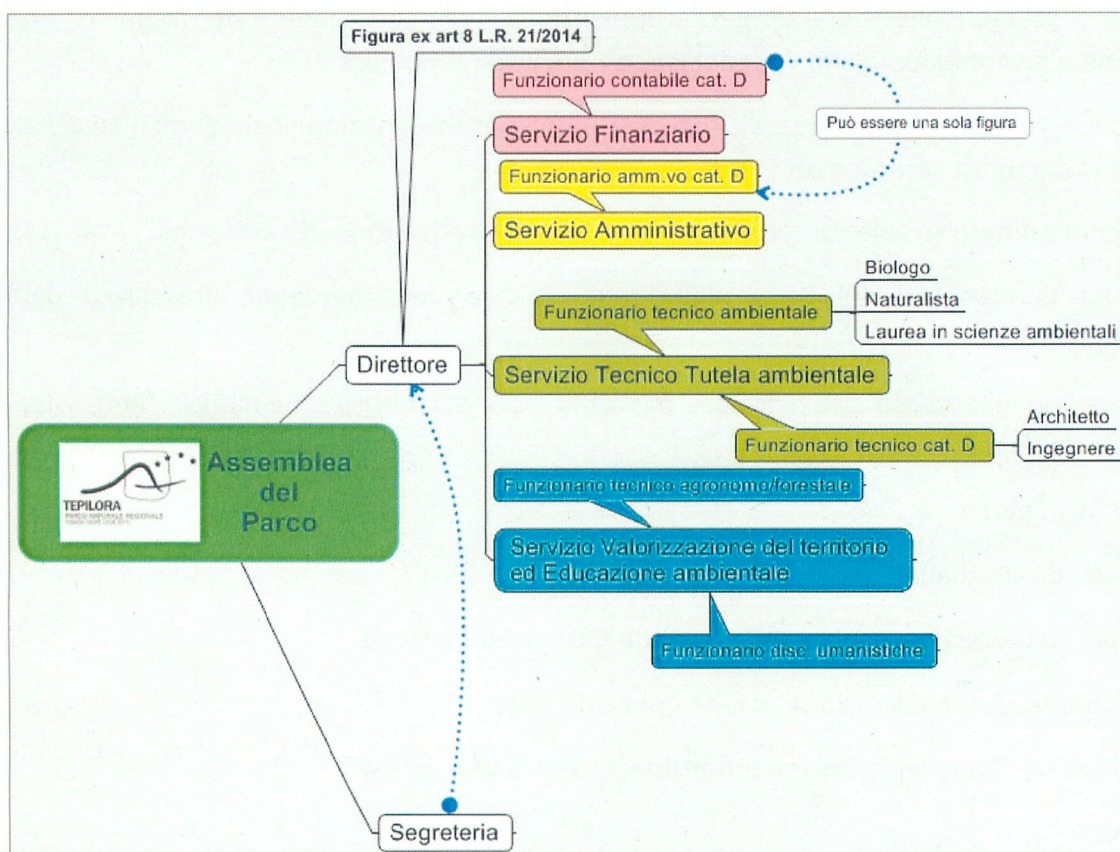 Figura ex art 8 L.R. 21/2014
Funzionario contabile cat. D
Servizio Finanziario
Può essere una sola figura
Funzionario amm.vo cat. D
Servizio Amministrativo
Biologo
Naturalista
Laurea in scienze ambientali
Funzionario tecnico ambientale
Direttore
Servizio Tecnico Tutela ambientale
Architetto
Ingegnere
Funzionario tecnico cat. D
Assemblea
del
Parco
TEPILORA
PARCO NATURALE REGIONALE
Funzionario tecnico agronomo/forestale
Servizio Valorizzazione del territorio
ed Educazione ambientale
Funzionario disc. umanistiche
Segreteria